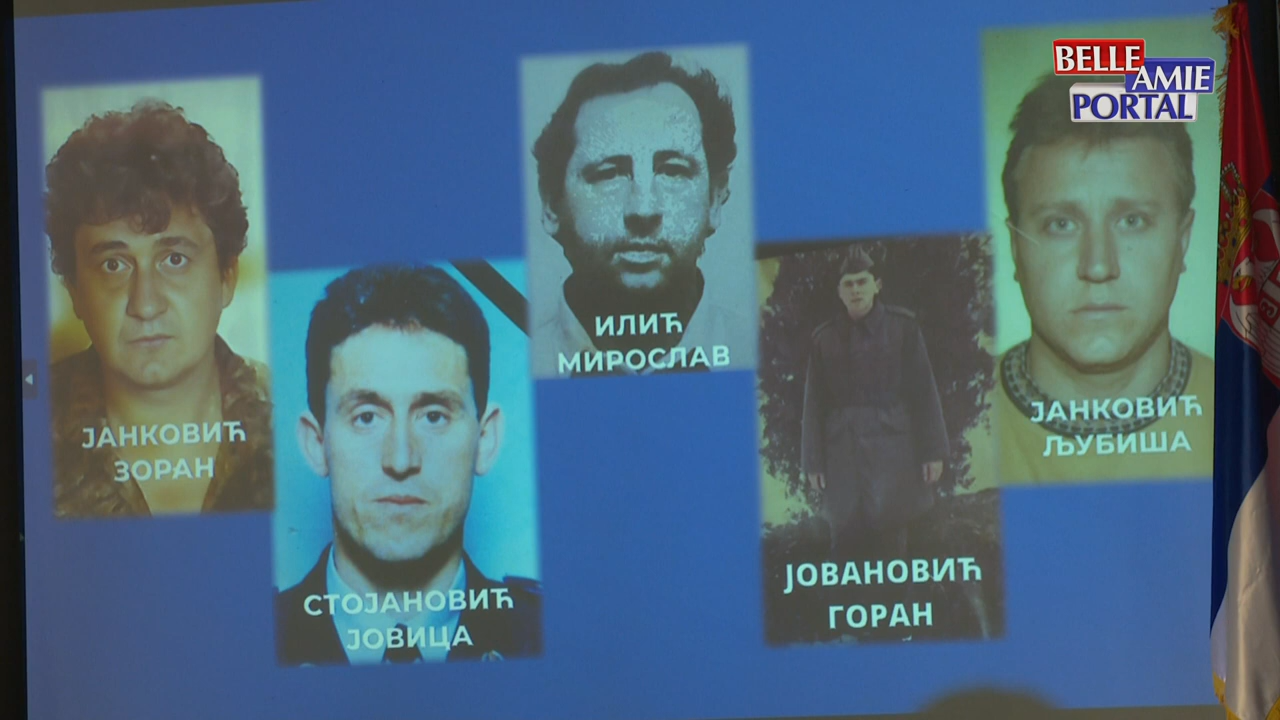 BELLE
AMIE
PORTAL
ЈАНКОВИЋ
ЗОРАН
СТОЈАНОВИЋ
ЈОВИЦА
ИЛИЋ
МИРОСЛАВ
ЈОВАНОВИЋ
ГОРАН
ЈАНКОВИЋ
ЉУБИША